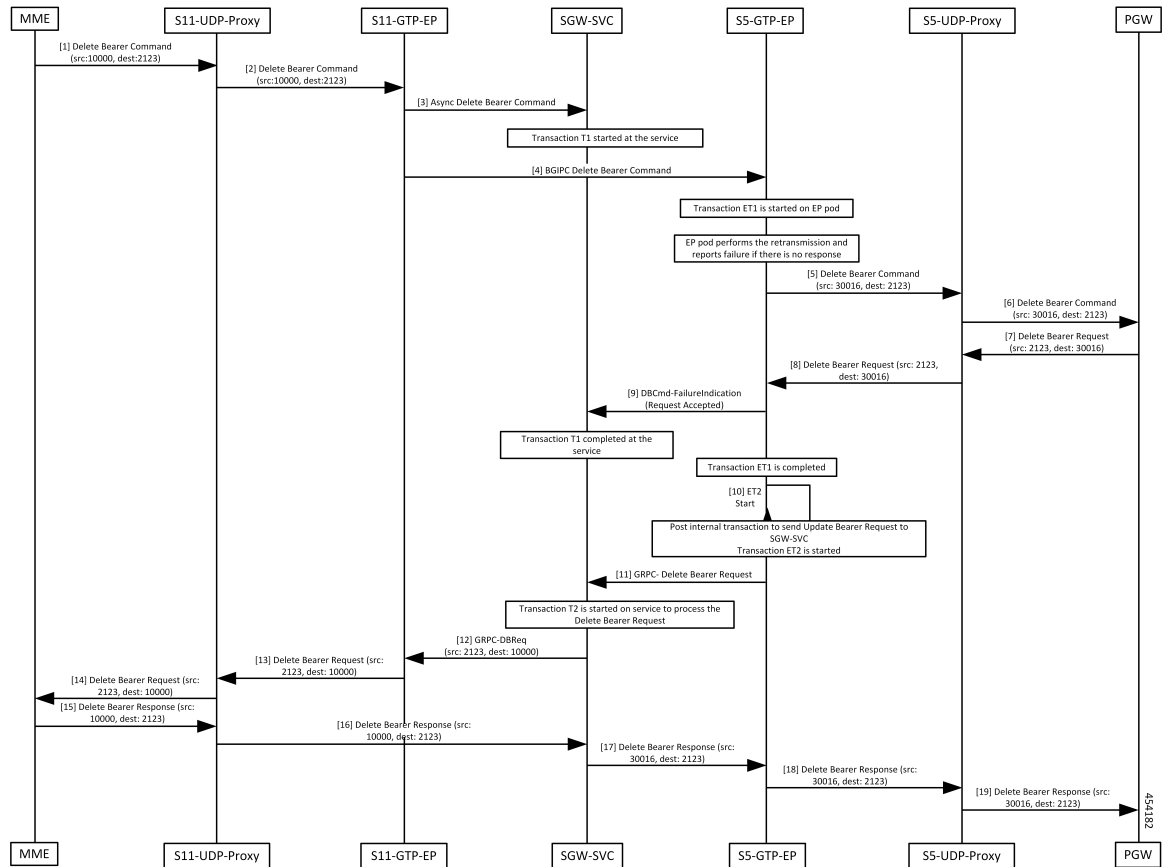 MME
S11-UDP-Proxy
S11-GTP-EP
SGW-SVC
S5-GTP-EP
S5-UDP-Proxy
PGW
[1] Delete Bearer Command
(src:10000, dest:2123)
[2] Delete Bearer Command
(src:10000, dest:2123)
[3] Async Delete Bearer Command
Transaction T1 started at the service
[4] BGIPC Delete Bearer Command
Transaction ET1 is started on EP pod
EP pod performs the retransmission and
reports failure if there is no response
[5] Delete Bearer Command
(src: 30016, dest: 2123)
[6] Delete Bearer Command
(src: 30016, dest: 2123)
[7] Delete Bearer Request
(src: 2123, dest: 30016)
[8] Delete Bearer Request (src: 2123,
dest: 30016)
[9] DBCmd-FailureIndication
(Request Accepted)
Transaction T1 completed at the
service
Transaction ET1 is completed
[10] ET2
Start
Post internal transaction to send Update Bearer Request to
SGW-SVC
Transaction ET2 is started
[11] GRPC- Delete Bearer Request
Transaction T2 is started on service to process the
Delete Bearer Request
[12] GRPC-DBReq
(src: 2123, dest: 10000)
[13] Delete Bearer Request (src:
2123, dest: 10000)
[14] Delete Bearer Request (src:
2123, dest: 10000)
[15] Delete Bearer Response (src:
10000, dest: 2123)
[16] Delete Bearer Response (src:
10000, dest: 2123)
[17] Delete Bearer Response (src:
30016, dest: 2123)
[18] Delete Bearer Response (src:
30016, dest: 2123)
[19] Delete Bearer Response (src:
30016, dest: 2123)
454182
MME
S11-UDP-Proxy
S11-GTP-EP
SGW-SVC
S5-GTP-EP
S5-UDP-Proxy
PGW